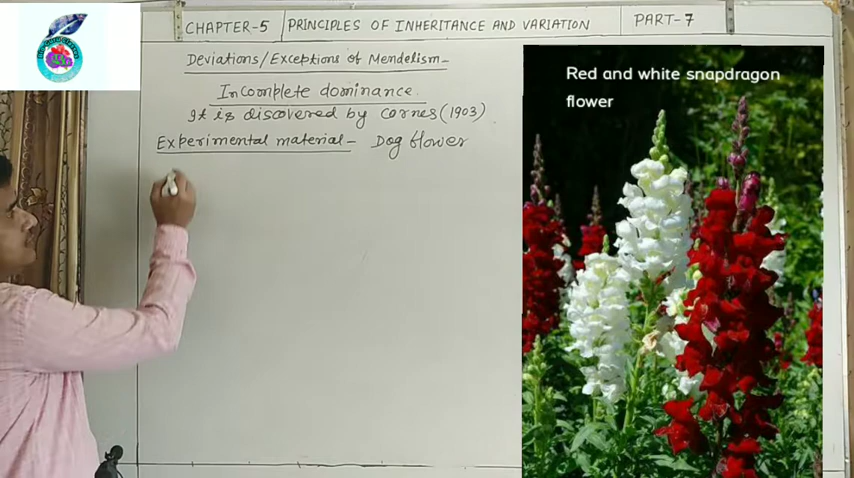 CHAPTER-5 PRINCIPLES OF INHERITANCE AND VARIATION PART-7
Deviations/Exceptions of Mendelism-
Incomplete dominance.
It is discovered by Correns (1903)
Experimental material- Dog flower
Red and white snapdragon
flower